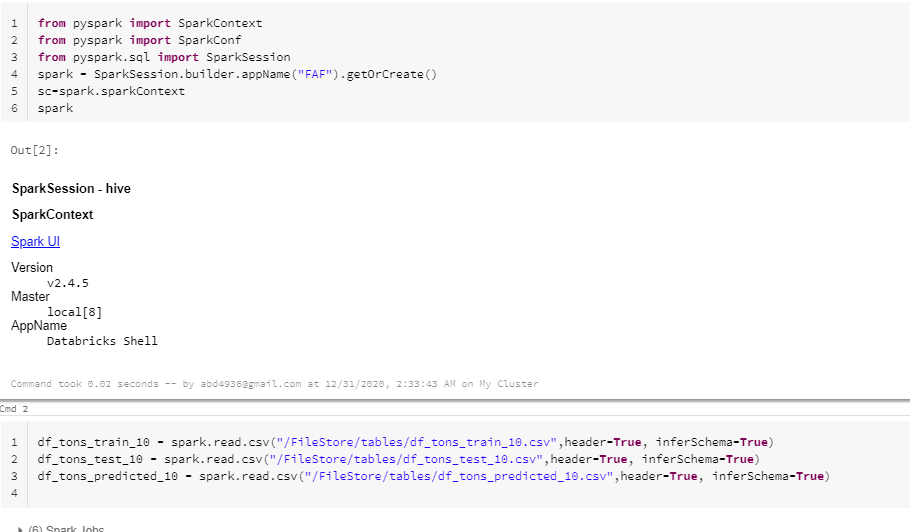 1 from pyspark import SparkContext
2 from pyspark import SparkConf
3 from pyspark.sql import SparkSession
4 spark = SparkSession.builder.appName("FAF").getOrCreate()
5 sc=spark.sparkContext
6 spark
Out[2]:
SparkSession - hive
SparkContext
Spark UI
Version
v2.4.5
Master
local[8]
AppName
Databricks Shell
Command took 0.02 seconds -- by abd4936@gmail.com at 12/31/2020, 2:33:43 AM on My Cluster
Cmd 2
1 df_tons_train_10 = spark.read.csv("/FileStore/tables/df_tons_train_10.csv",header=True, inferSchema=True)
2 df_tons_test_10 = spark.read.csv("/FileStore/tables/df_tons_test_10.csv",header=True, inferSchema=True)
3 df_tons_predicted_10 = spark.read.csv("/FileStore/tables/df_tons_predicted_10.csv",header=True, inferSchema=True)
4
(6) Spark Jobs